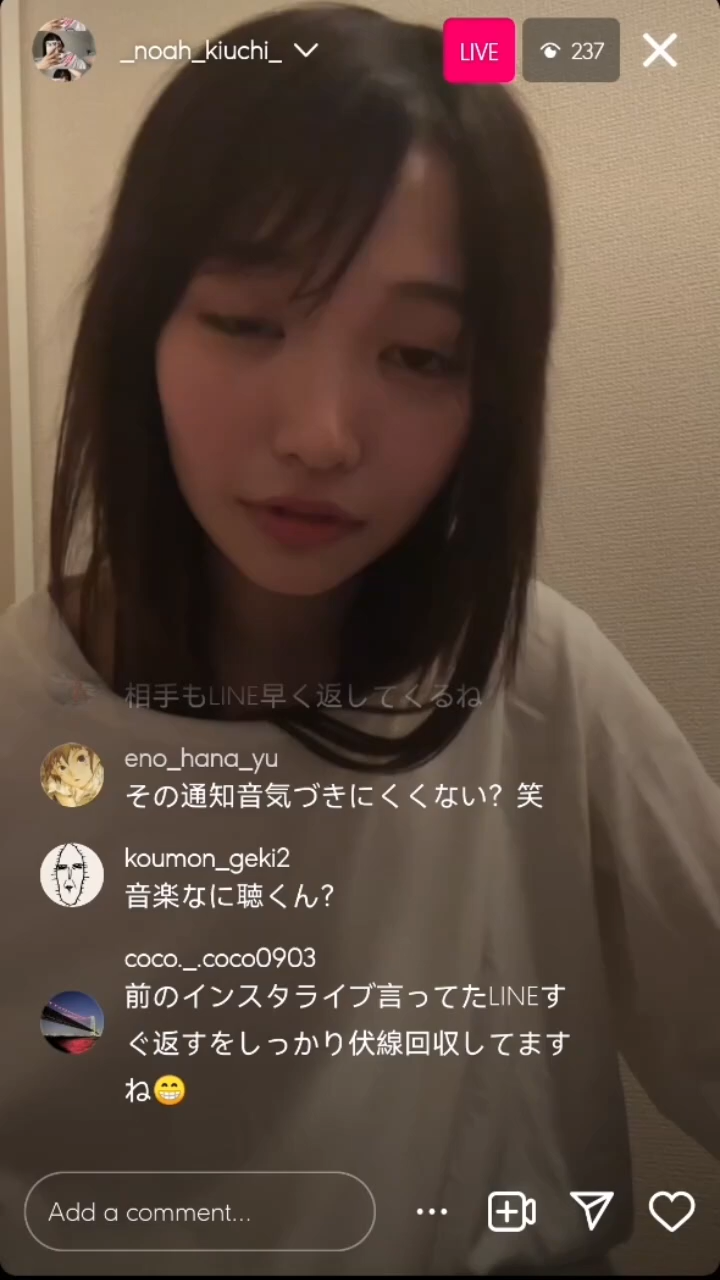 _noah_kiuchi_
LIVE
237
相手もLINE早く返してくるね
eno_hana_yu
その通知音気づきにくくない? 笑
koumon_geki2
音楽なに聴くん?
coco._.coco0903
前のインスタライブ言ってたLINEす
ぐ返すをしっかり伏線回収してます
ね😁
Add a comment...